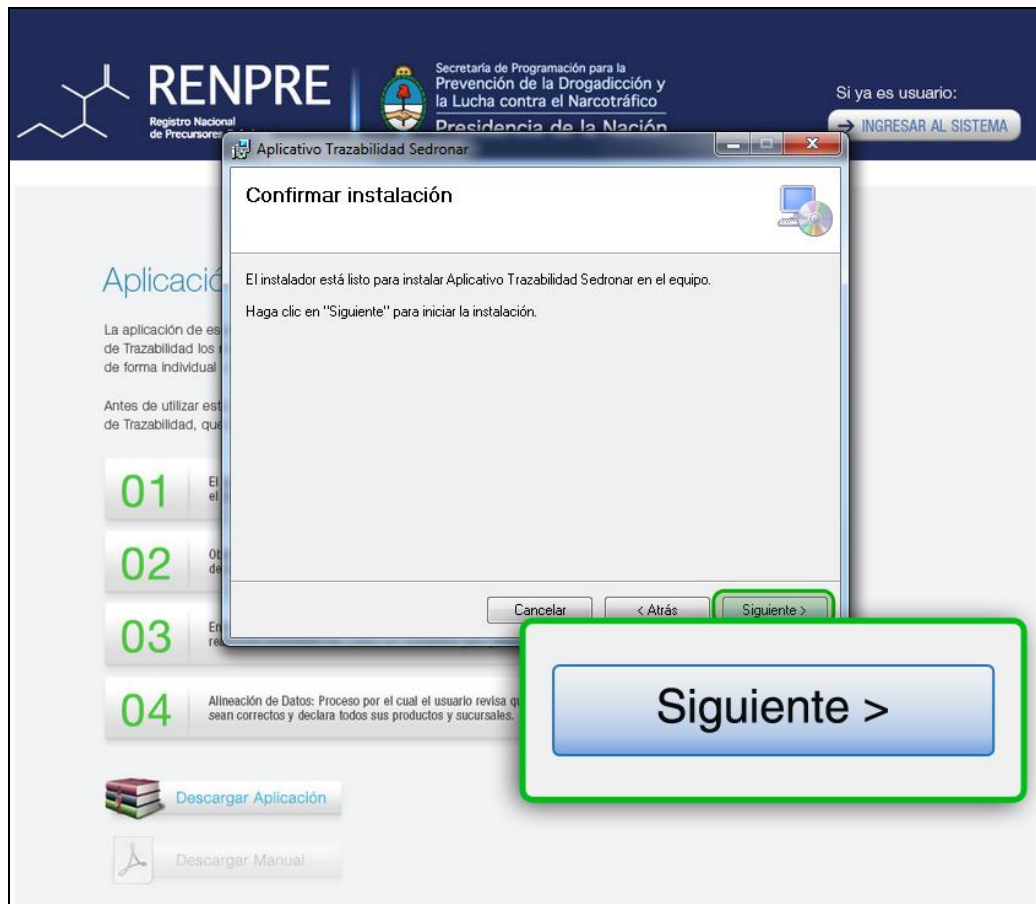 RENPRE
Registro Nacional
de Precursores
Secretaría de Programación para la
Prevención de la Drogadicción y
la Lucha contra el Narcotráfico
Presidencia de la Nación
Si ya es usuario:
INGRESAR AL SISTEMA
Aplicativo Trazabilidad Sedronar
Confirmar instalación
El instalador está listo para instalar Aplicativo Trazabilidad Sedronar en el equipo.
Haga clic en "Siguiente" para iniciar la instalación.
Cancelar
< Atrás
Siguiente >
Siguiente >
La aplicación de
de Trazabilidad los
de forma individual
Antes de utilizar
de Trazabilidad,
01
El
el
02
03
En
04
Alineación de Datos: Proceso por el cual el usuario revisa
sean correctos y declara todos sus productos y sucursales.
Descargar Aplicación
Descargar Manual